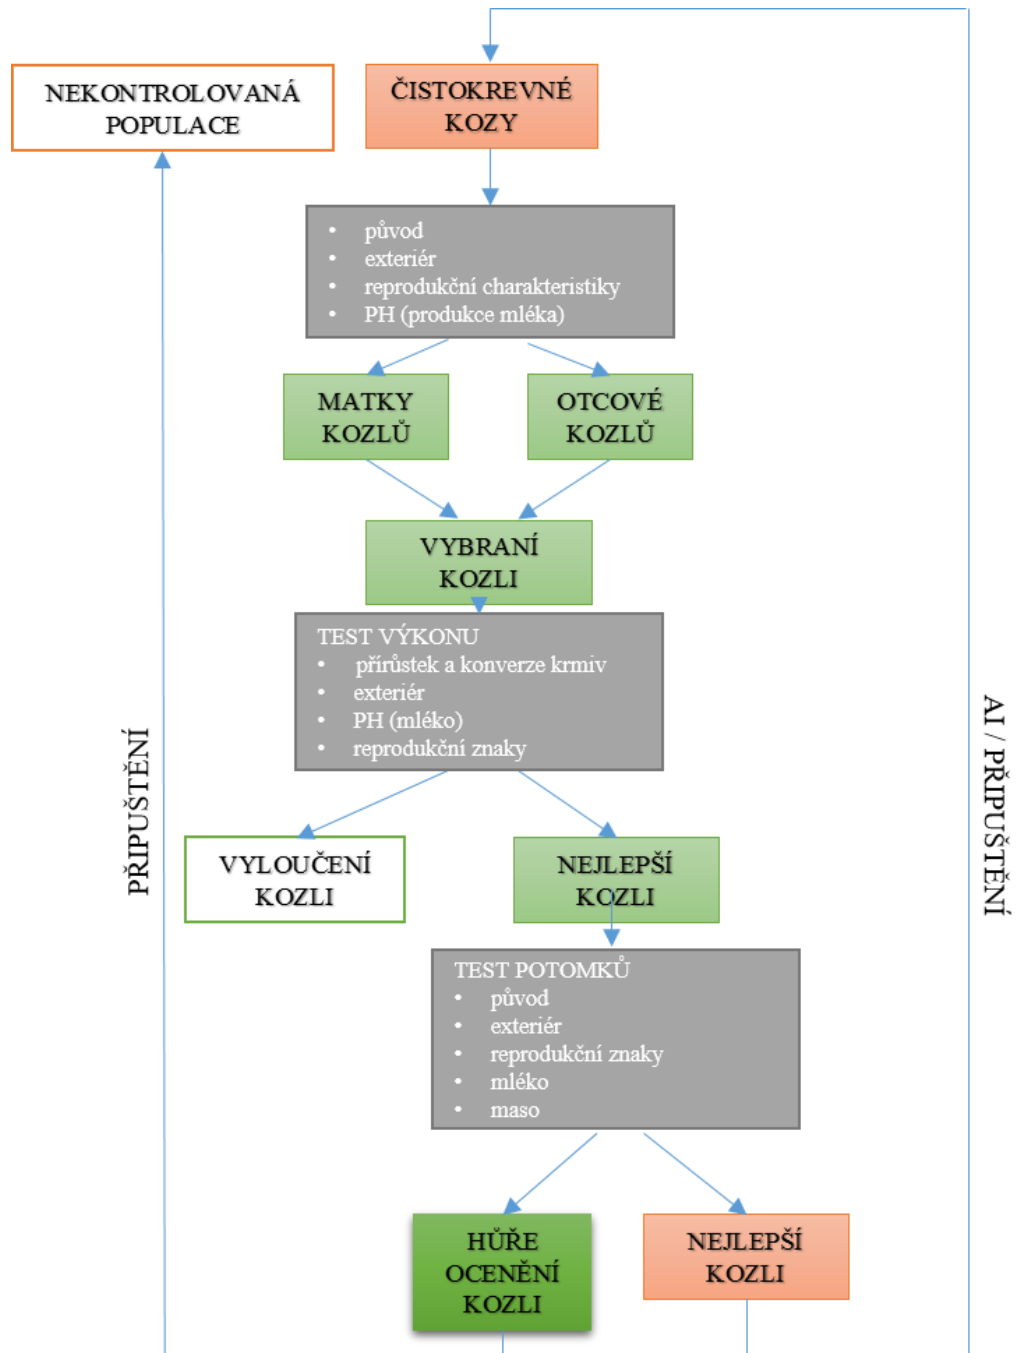 NEKONTROLOVANÁ
POPULACE
ČISTOKREVNÉ
KOZY
• původ
• exteriér
• reprodukční charakteristiky
• PH (produkce mléka)
MATKY
KOZLŮ
OTCOVÉ
KOZLŮ
VYBRANÍ
KOZLI
TEST VÝKONU
• přírůstek a konverze krmiv
• exteriér
• PH (mléko)
• reprodukční znaky
PŘIPUŠTĚNÍ
AI / PŘIPUŠTĚNÍ
VYLOUČENÍ
KOZLI
NEJLEPŠÍ
KOZLI
TEST POTOMKŮ
• původ
• exteriér
• reprodukční znaky
• mléko
• maso
HŮŘE
OCENĚNÍ
KOZLI
NEJLEPŠÍ
KOZLI